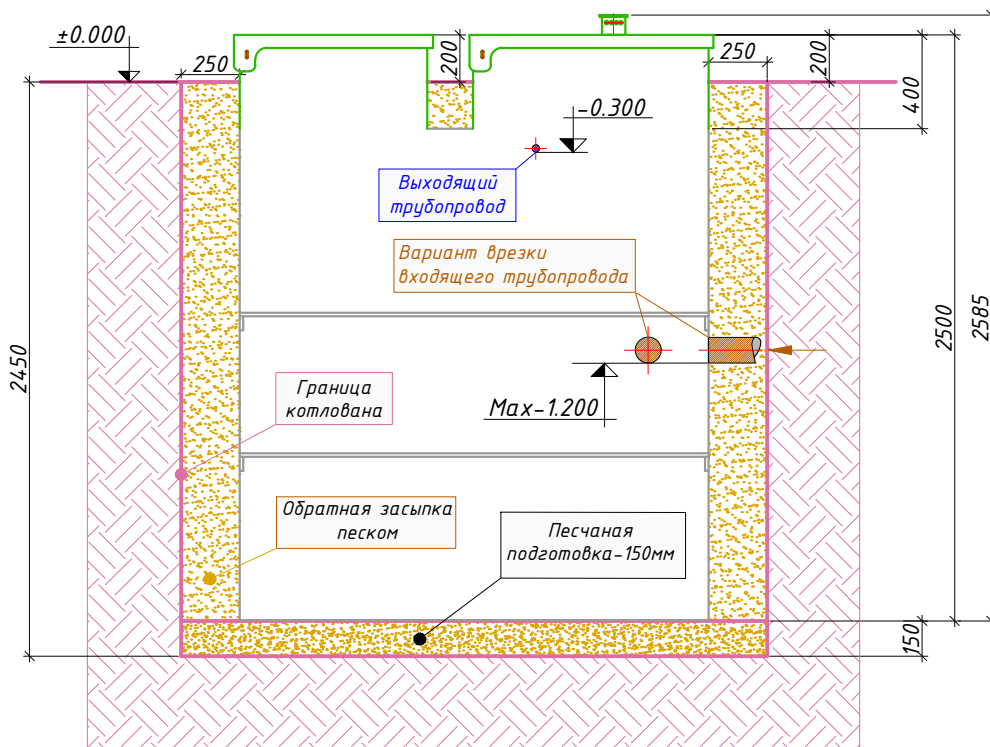 ±0.000
250
200
250
200
400
-0.300
Выходящий
трубопровод
Вариант врезки
входящего трубопровода
2450
2500
2585
Граница
котлована
Max-1.200
Обратная засыпка
песком
Песчаная
подготовка-150мм
150